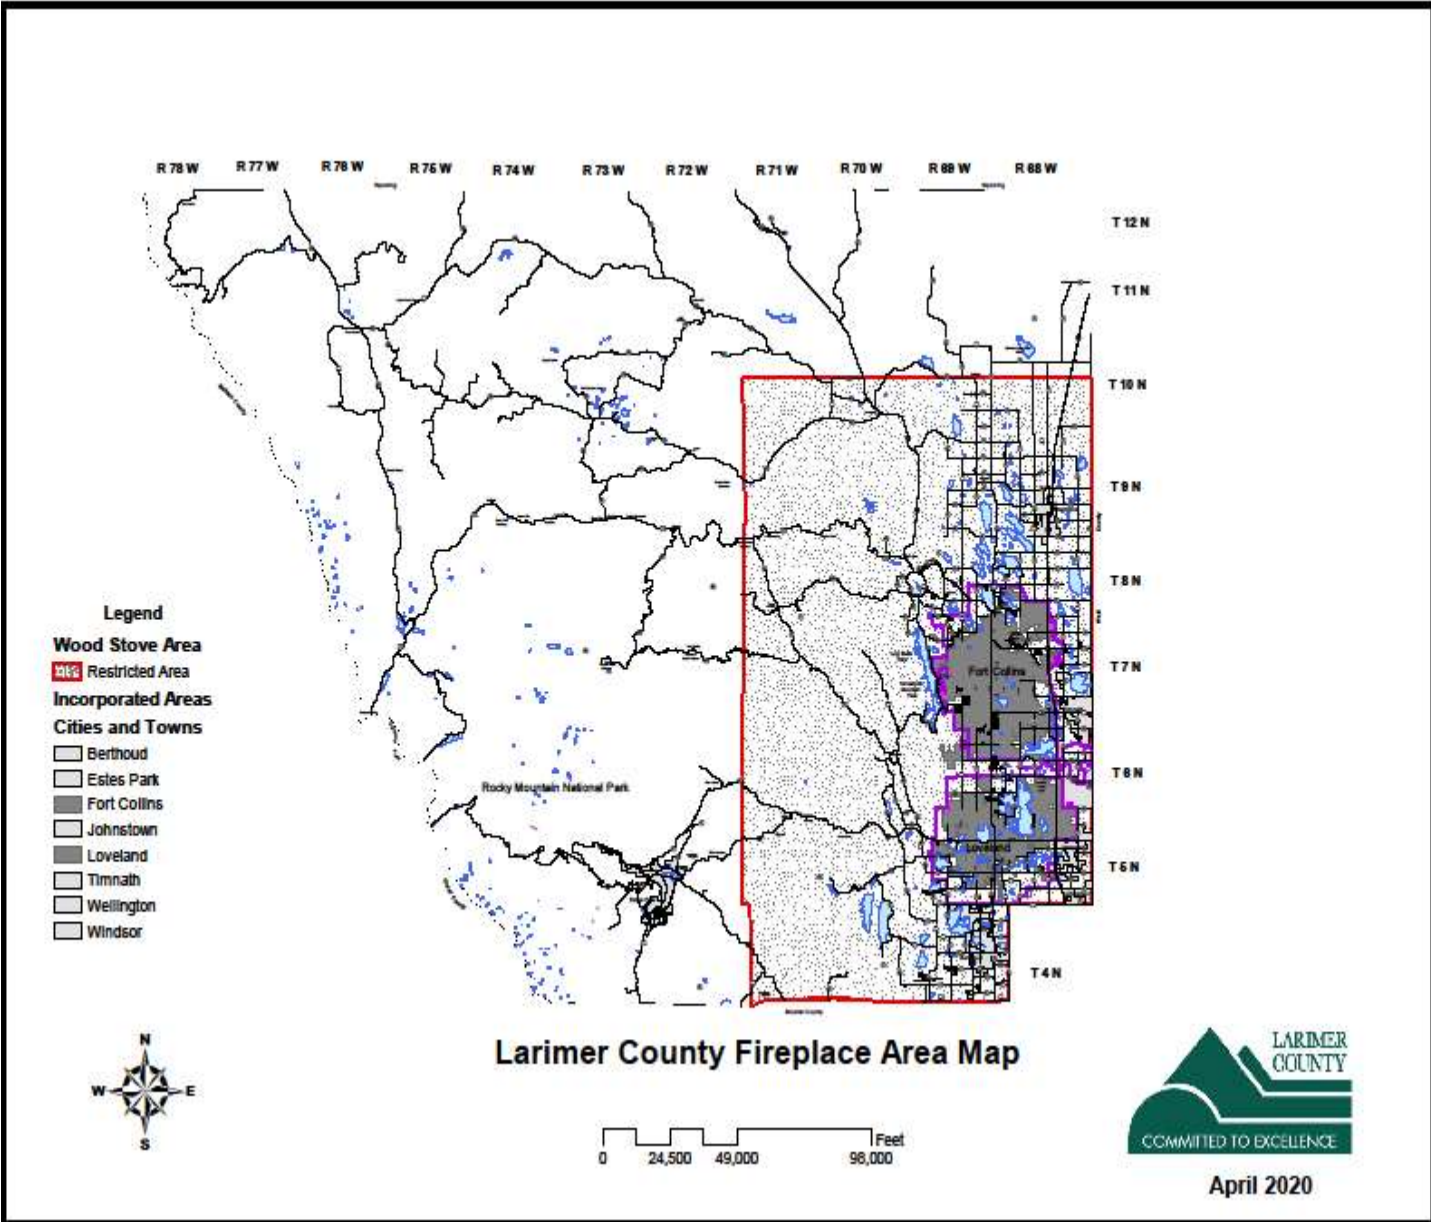 R 78 W R 77 W R 76 W R 75 W R 74 W R 73 W R 72 W R 71 W R 70 W R 69 W R 68 W
T 12 N
T 11 N
T 10 N
T 9 N
T 8 N
T 7 N
T 6 N
T 5 N
T 4 N
Fort Collins
Loveland
Rocky Mountain National Park
Legend
Wood Stove Area
Restricted Area
Incorporated Areas
Cities and Towns
Berthoud
Estes Park
Fort Collins
Johnstown
Loveland
Timnath
Wellington
Windsor
N
W E
S
Larimer County Fireplace Area Map
Feet
0 24,500 49,000 98,000
LARIMER
COUNTY
COMMITTED TO EXCELLENCE
April 2020